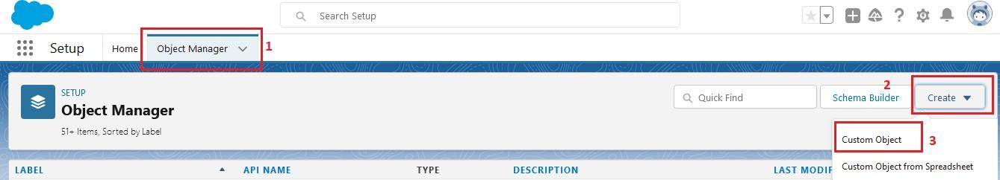 Search Setup
Setup Home Object Manager 1
SETUP
Object Manager
51+ Items, Sorted by Label
Quick Find Schema Builder 2 Create
Custom Object 3
Custom Object from Spreadsheet
LABEL API NAME TYPE DESCRIPTION LAST MODIF